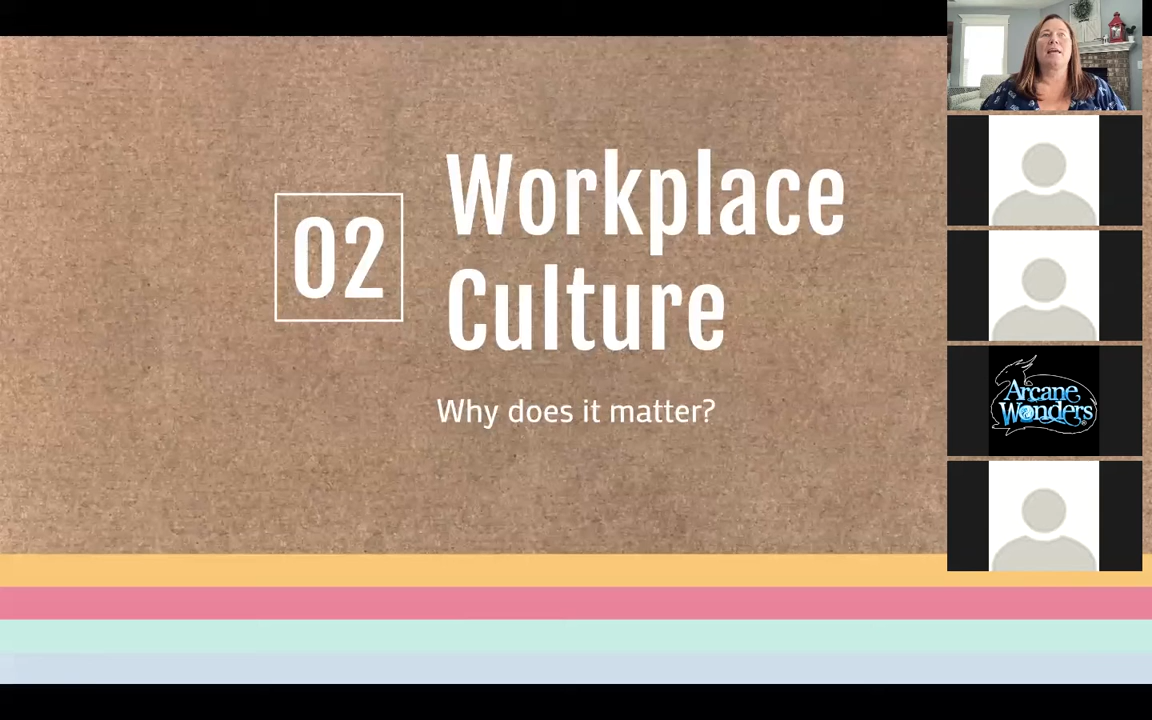 02
Workplace
Culture
Why does it matter?
Arcane
Wonders